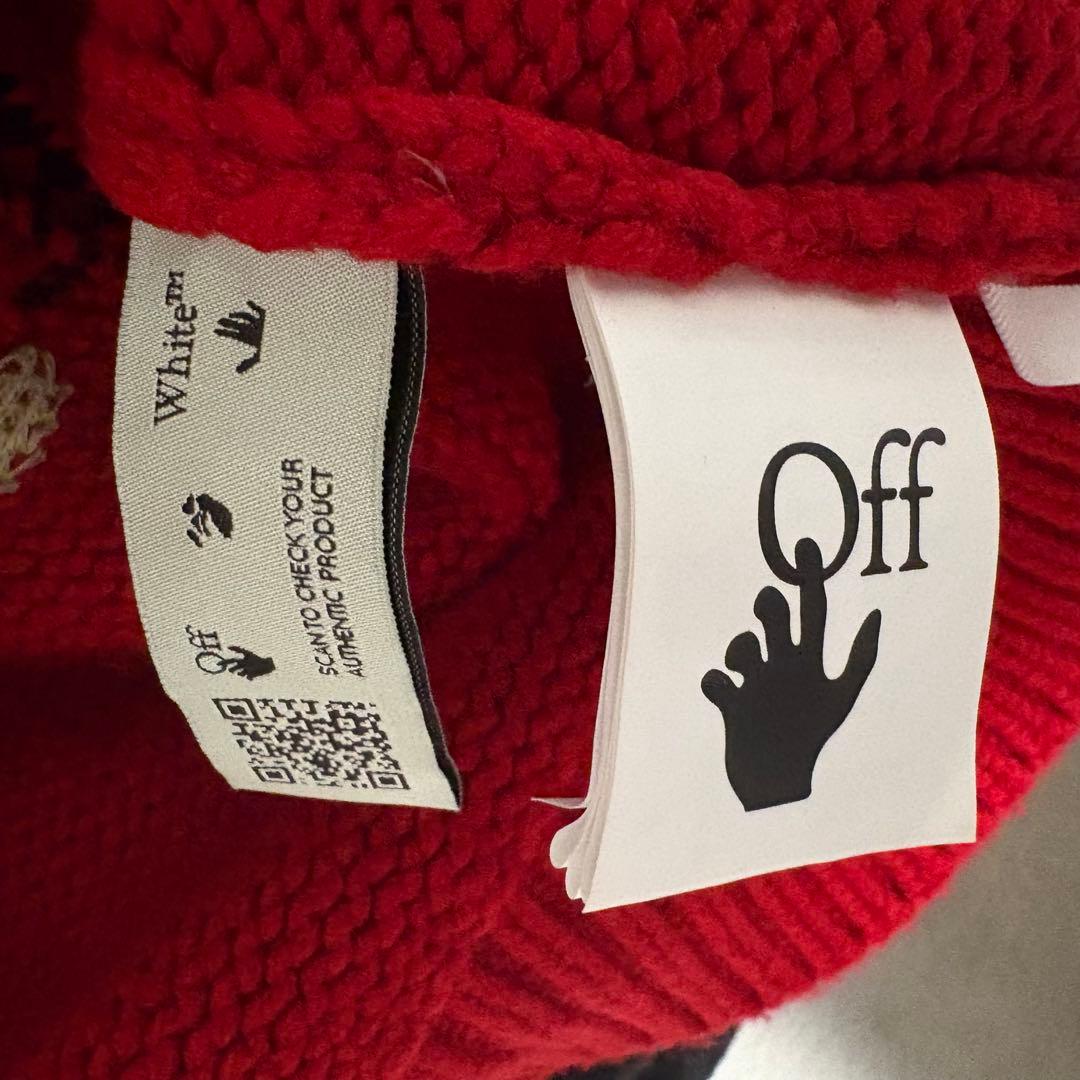 Off
White™
SCAN TO CHECK YOUR
AUTHENTIC PRODUCT
Off